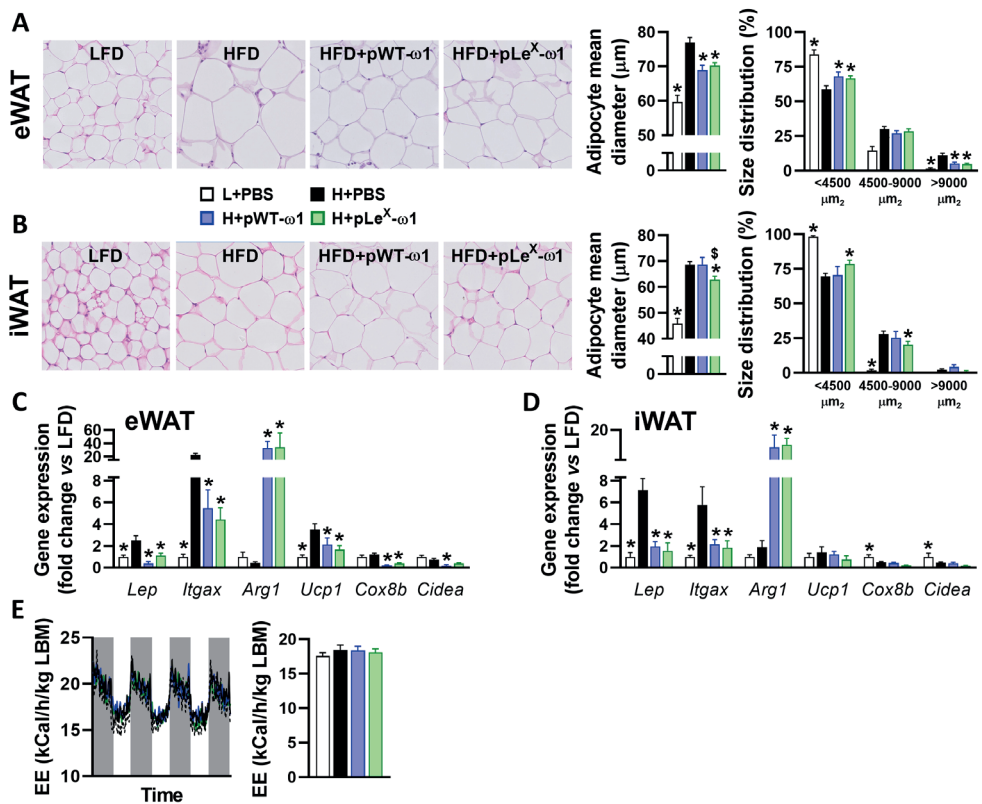 A
LFD
HFD
HFD+pWT-ω1
HFD+pLeX-ω1
eWAT
Adipocyte mean
diameter (μm)
80
70
60
50
0
Size distribution (%)
100
75
50
25
0
*
*
*
*
*
*
*
*
*
<4500
μm2
4500-9000
μm2
>9000
μm2
L+PBS
H+PBS
H+pWT-ω1
H+pLeX-ω1
B
LFD
HFD
HFD+pWT-ω1
HFD+pLeX-ω1
iWAT
Adipocyte mean
diameter (μm)
80
60
40
0
*
$
*
Size distribution (%)
100
75
50
25
0
*
*
*
*
<4500
μm2
4500-9000
μm2
>9000
μm2
C
eWAT
Gene expression
(fold change vs LFD)
60
40
20
8
6
4
2
0
* * *
* * *
* *
* * *
* *
*
Lep Itgax Arg1 Ucp1 Cox8b Cidea
D
iWAT
Gene expression
(fold change vs LFD)
20
8
6
4
2
0
* * *
* * *
* *
*
*
Lep Itgax Arg1 Ucp1 Cox8b Cidea
E
EE (kCal/h/kg LBM)
25
20
15
10
Time
EE (kCal/h/kg LBM)
20
15
10
5
0